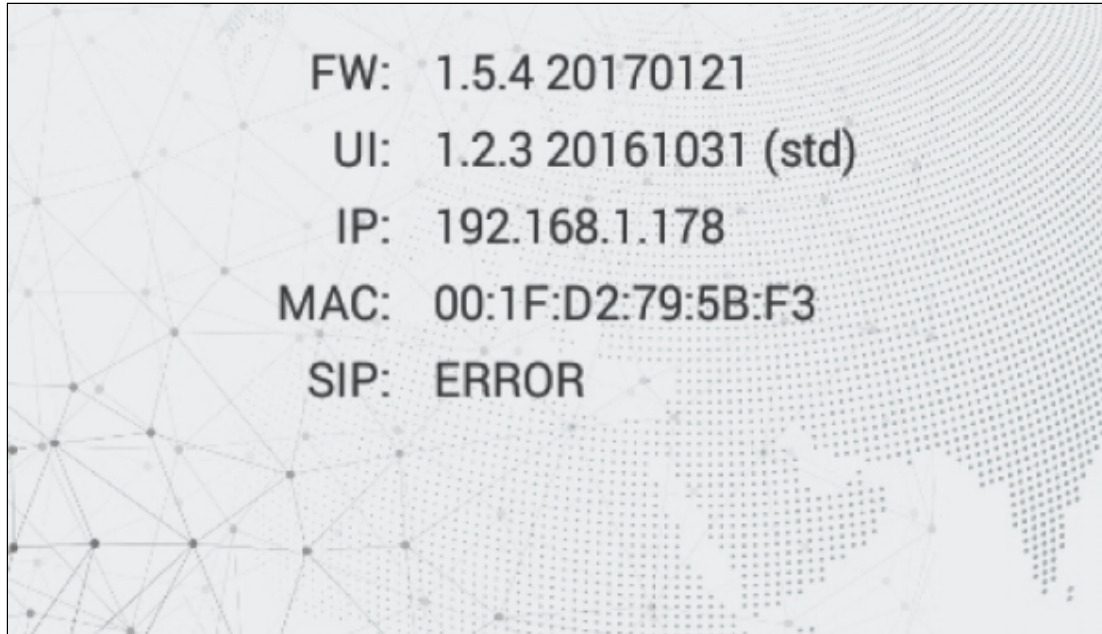 FW: 1.5.4 20170121
UI: 1.2.3 20161031 (std)
IP: 192.168.1.178
MAC: 00:1F:D2:79:5B:F3
SIP: ERROR